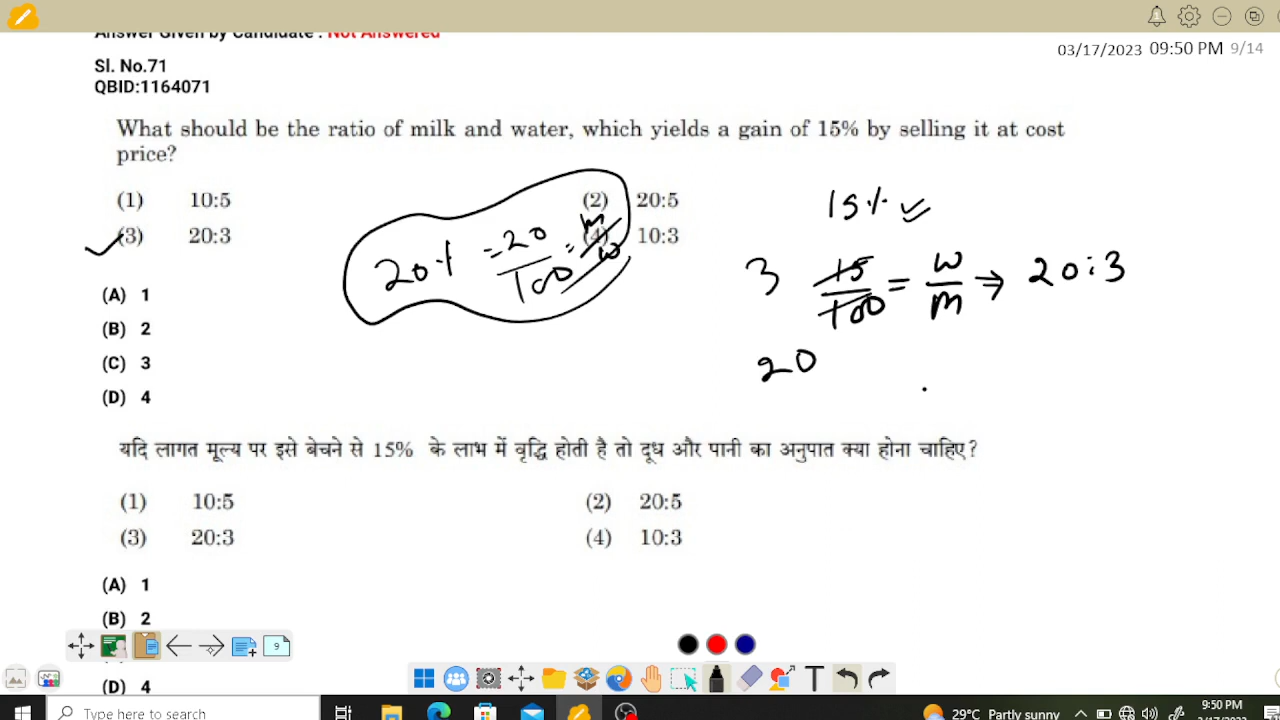 Answer Given by Candidate : Not Answered
03/17/2023 09:50 PM 9/14
Sl. No.71
QBID:1164071
What should be the ratio of milk and water, which yields a gain of 15% by selling it at cost
price?
(1) 10:5 (2) 20:5
(3) 20:3 (4) 10:3
20% = 20/100 = m/w
15%
3 15/100 = w/m ⇒ 20:3
20
(A) 1
(B) 2
(C) 3
(D) 4
यदि लागत मूल्य पर इसे बेचने से 15% के लाभ में वृद्धि होती है तो दूध और पानी का अनुपात क्या होना चाहिए?
(1) 10:5 (2) 20:5
(3) 20:3 (4) 10:3
(A) 1
(B) 2
(D) 4
9
T
Type here to search
29°C Partly sunny
9:50 PM